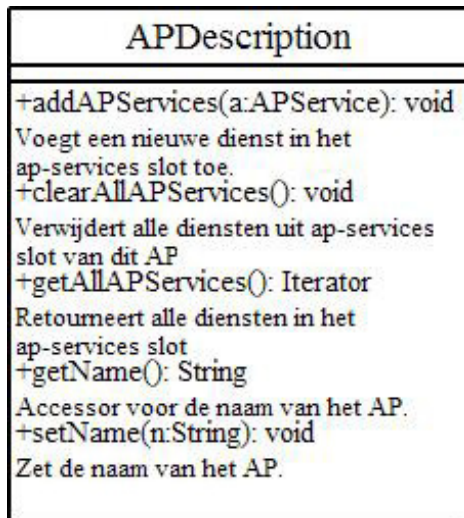 APDescription
+addAPServices(a:APService): void
Voegt een nieuwe dienst in het
ap-services slot toe.
+clearAllAPServices(): void
Verwijdert alle diensten uit ap-services
slot van dit AP
+getAllAPServices(): Iterator
Retourneert alle diensten in het
ap-services slot
+getName(): String
Accessor voor de naam van het AP.
+setName(n:String): void
Zet de naam van het AP.